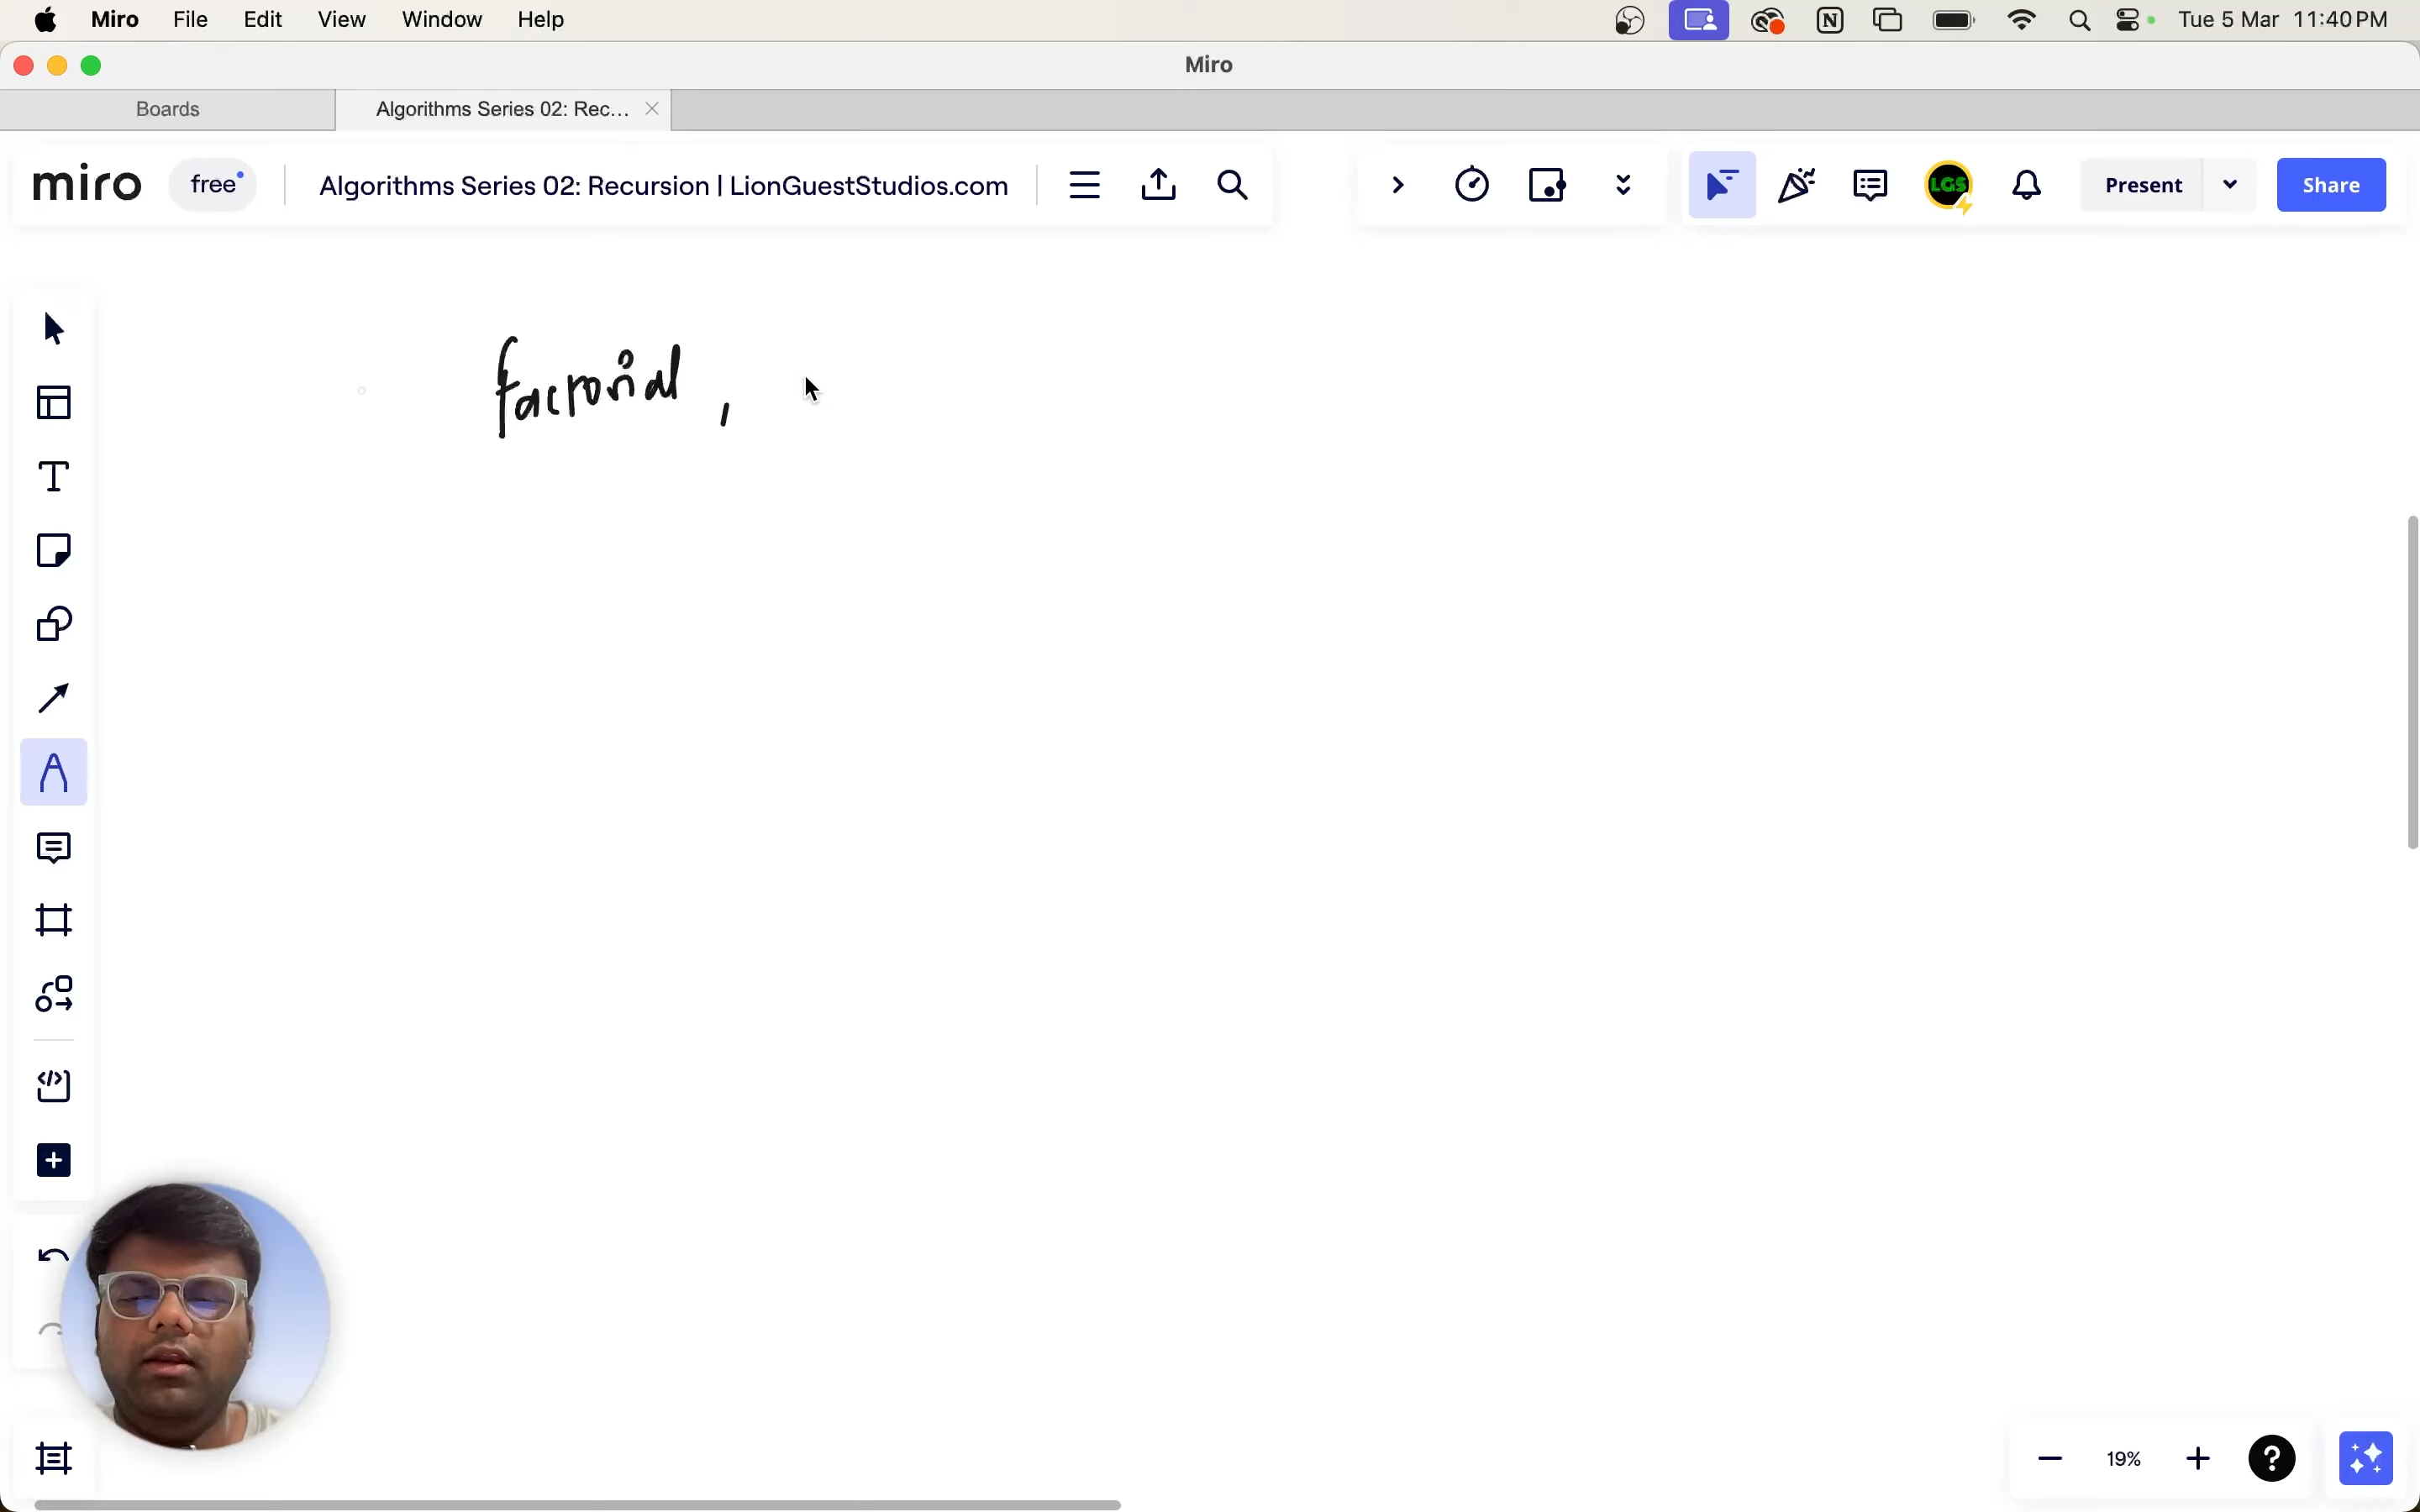 Miro File Edit View Window Help Tue 5 Mar 11:40 PM
Miro
Boards Algorithms Series 02: Rec...
miro free Algorithms Series 02: Recursion | LionGuestStudios.com LGS Present Share
factorial ,
19%